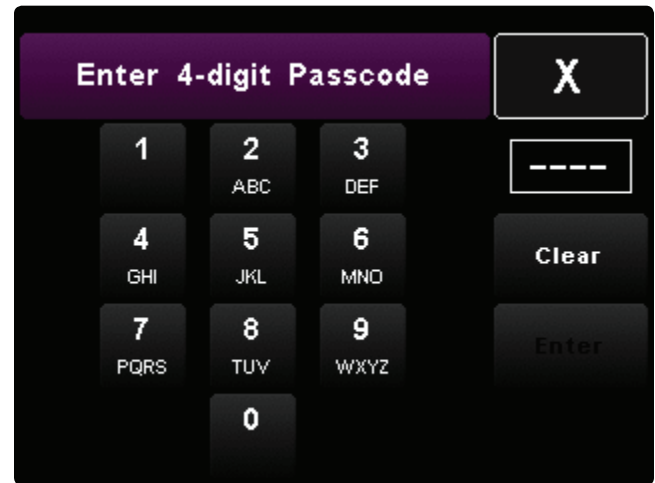 Enter 4-digit Passcode X
1 2 3
ABC DEF
----
4 5 6
GHI JKL MNO
Clear
7 8 9
PQRS TUV WXYZ
Enter
0